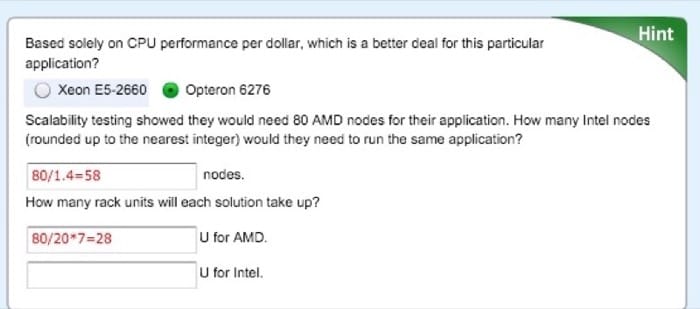 Hint
Based solely on CPU performance per dollar, which is a better deal for this particular
application?
Xeon E5-2660 Opteron 6276
Scalability testing showed they would need 80 AMD nodes for their application. How many Intel nodes
(rounded up to the nearest integer) would they need to run the same application?
80/1.4=58 nodes.
How many rack units will each solution take up?
80/20*7=28 U for AMD.
U for Intel.